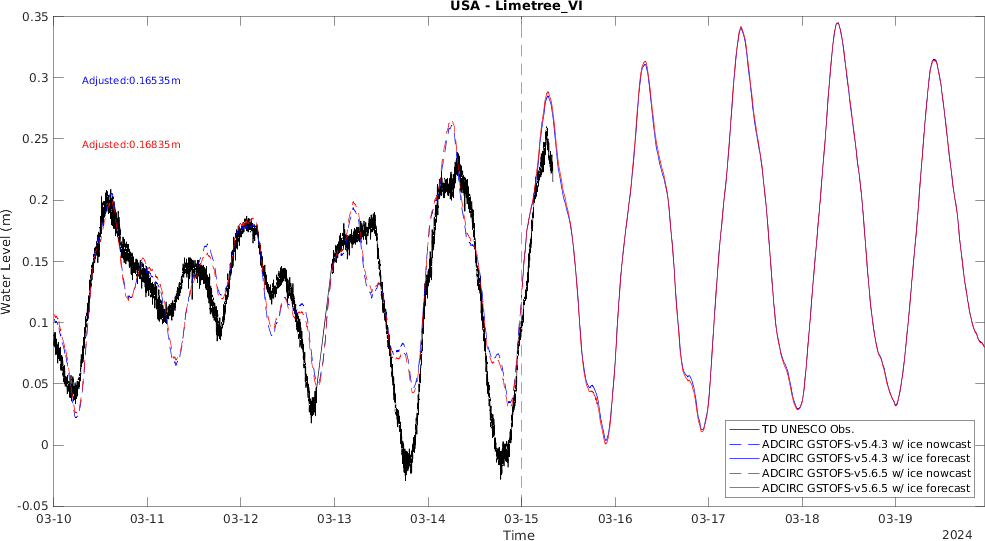 USA - Limetree_VI
0.35
0.3
0.25
0.2
0.15
0.1
0.05
0
-0.05
Water Level (m)
Adjusted:0.16535m
Adjusted:0.16835m
TD UNESCO Obs.
ADCIRC GSTOFS-v5.4.3 w/ ice nowcast
ADCIRC GSTOFS-v5.4.3 w/ ice forecast
ADCIRC GSTOFS-v5.6.5 w/ ice nowcast
ADCIRC GSTOFS-v5.6.5 w/ ice forecast
03-10 03-11 03-12 03-13 03-14 03-15 03-16 03-17 03-18 03-19
Time
2024